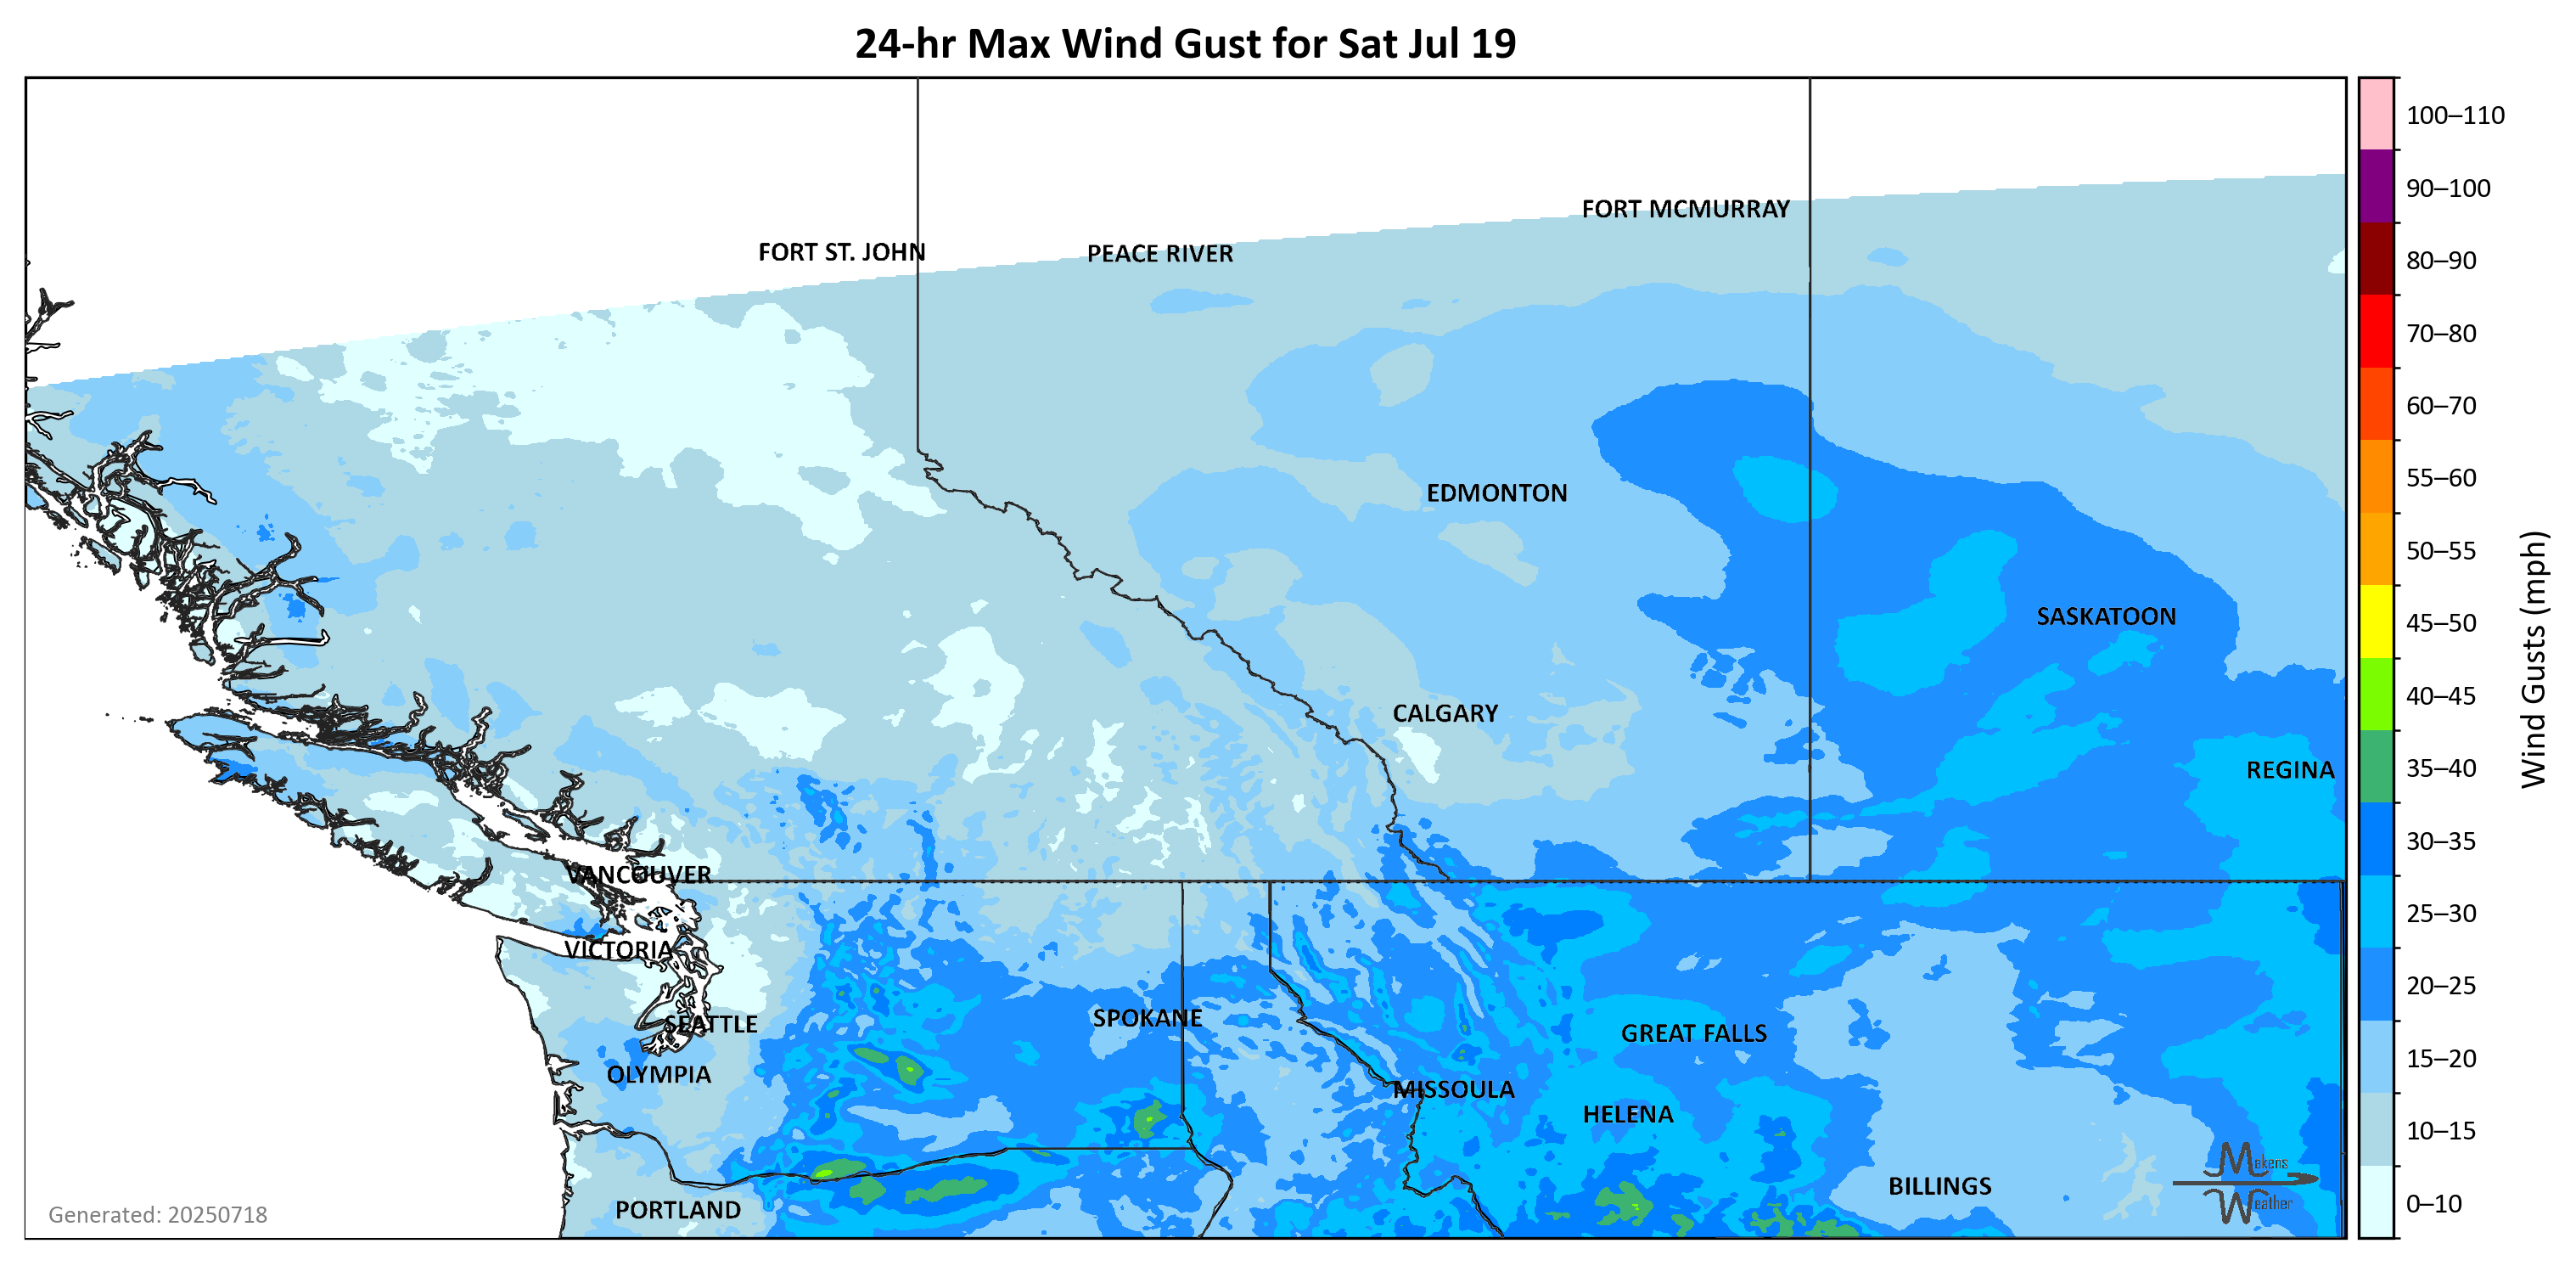 24-hr Max Wind Gust for Sat Jul 19
100–110
90–100
80–90
70–80
60–70
55–60
50–55
45–50
40–45
35–40
30–35
25–30
20–25
15–20
10–15
0–10
Wind Gusts (mph)
FORT MCMURRAY
FORT ST. JOHN
PEACE RIVER
EDMONTON
SASKATOON
CALGARY
REGINA
VANCOUVER
VICTORIA
SEATTLE
SPOKANE
GREAT FALLS
OLYMPIA
MISSOULA
HELENA
BILLINGS
PORTLAND
Makens
Weather
Generated: 20250718